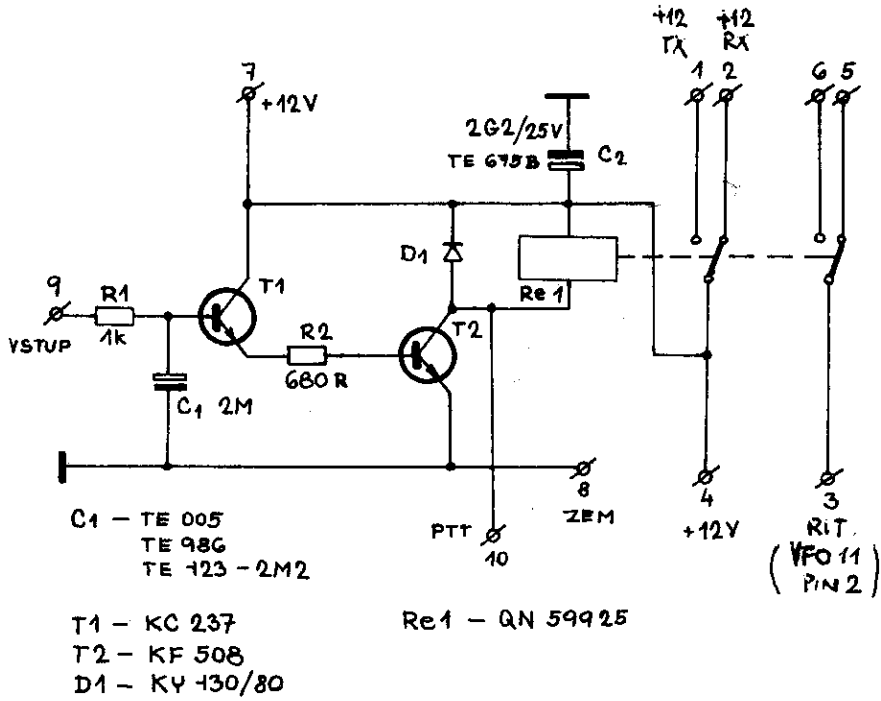 +12 TX
+12 RX
1
2
6
5
7
+12V
2G2/25V
TE 675B
C2
D1
Re1
9
R1
1k
VSTUP
T1
C1 2M
R2
680R
T2
8
ZEM
PTT
10
4
+12V
3
RiT
(VFO 11
PiN 2)
C1 - TE 005
TE 986
TE 123 - 2M2
T1 - KC 237
T2 - KF 508
D1 - KY 130/80
Re1 - QN 59925